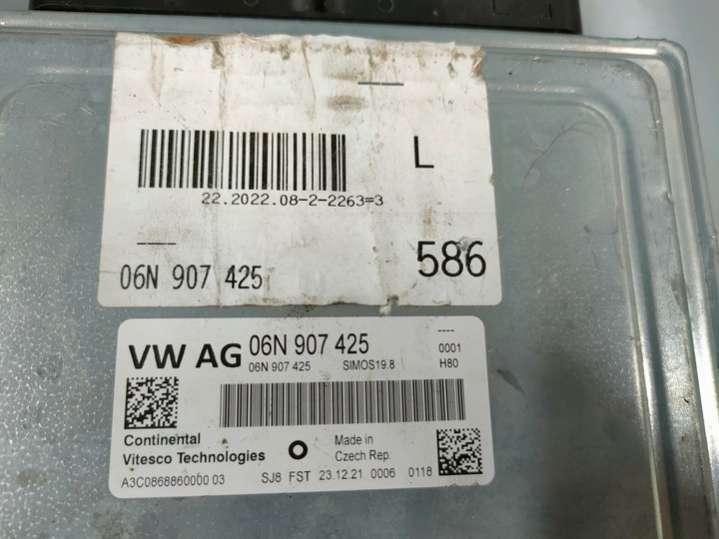 L
22.2022.08-2-2263=3
06N 907 425
586
VW AG 06N 907 425
06N 907 425 SIMOS19.8
----
0001
H80
Continental
Vitesco Technologies
Made in
Czech Rep.
A3C0868860000 03 SJ8 FST 23.12.21 0006 0118